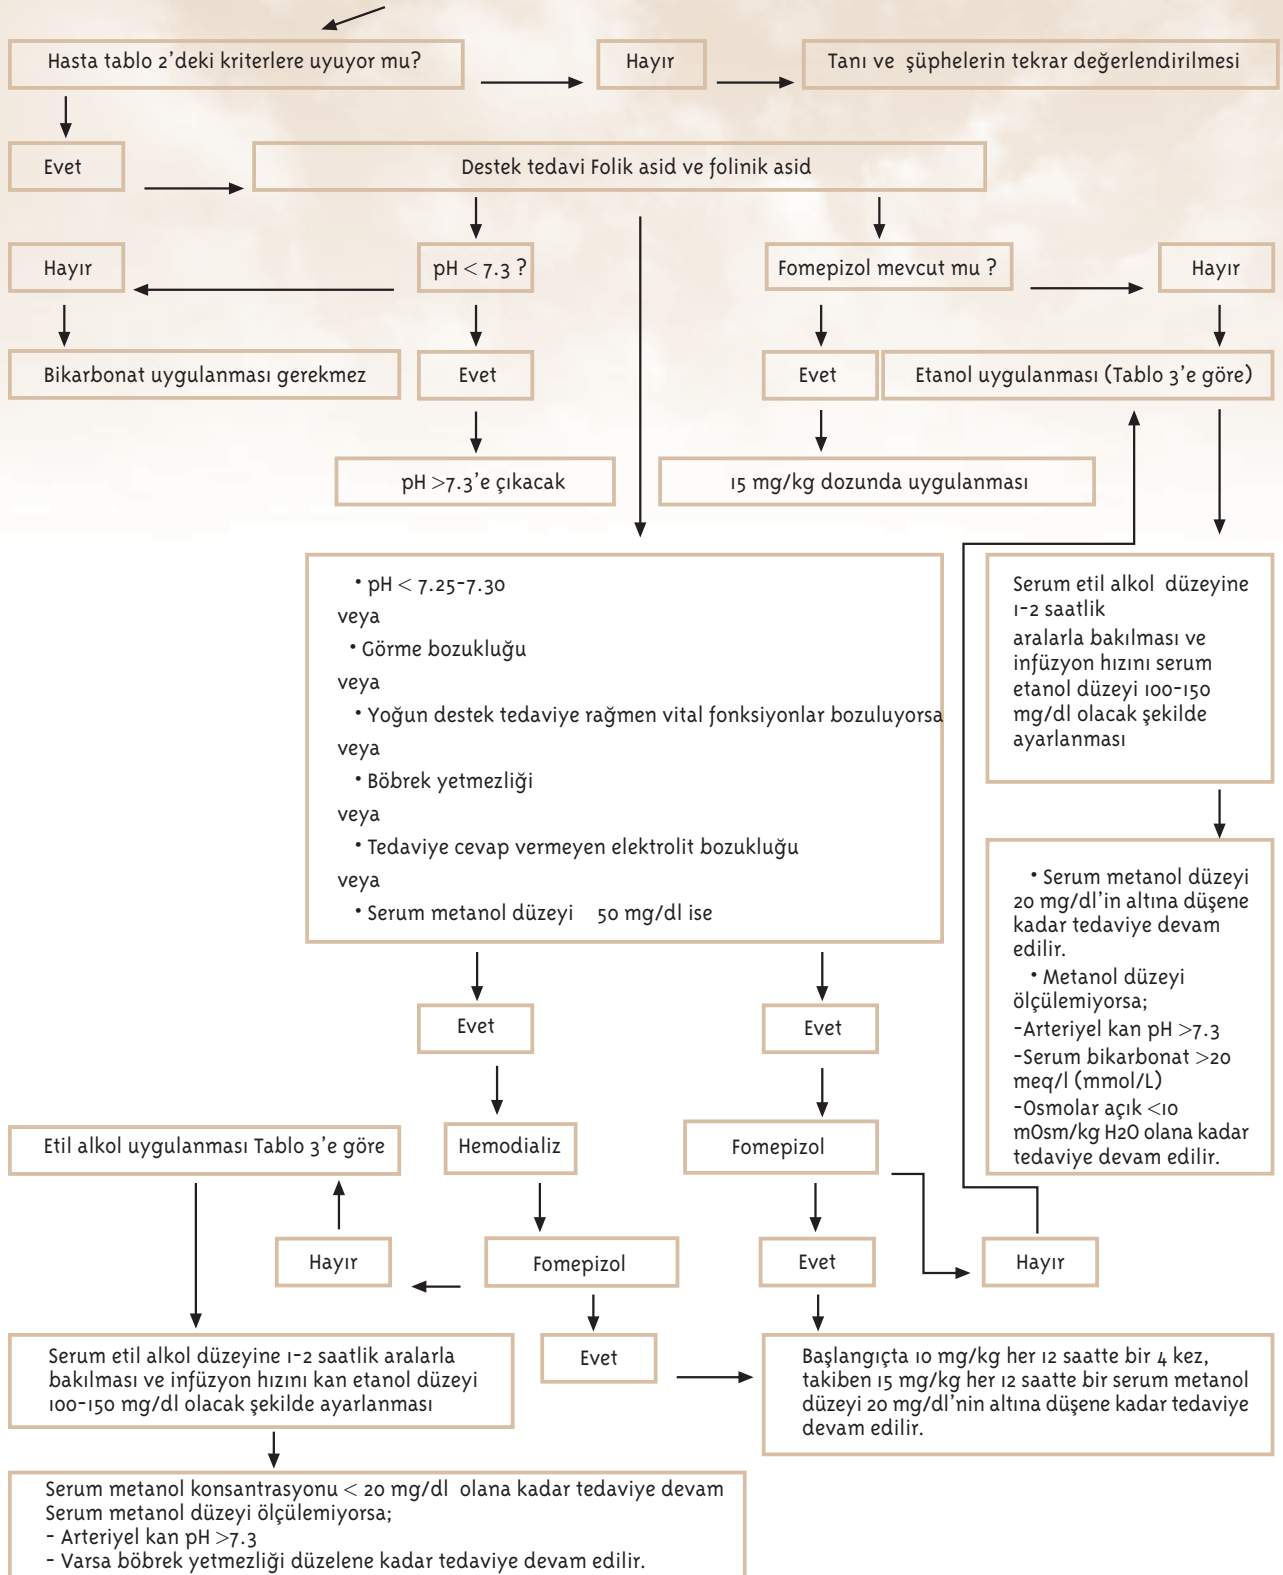 Hasta tablo 2’deki kriterlere uyuyor mu?
Hayır
Tanı ve şüphelerin tekrar değerlendirilmesi
Evet
Destek tedavi Folik asid ve folinik asid
Hayır
pH < 7.3 ?
Fomepizol mevcut mu ?
Hayır
Bikarbonat uygulanması gerekmez
Evet
Evet
Etanol uygulanması (Tablo 3’e göre)
pH >7.3’e çıkacak
15 mg/kg dozunda uygulanması
• pH < 7.25-7.30
veya
• Görme bozukluğu
veya
• Yoğun destek tedaviye rağmen vital fonksiyonlar bozuluyorsa
veya
• Böbrek yetmezliği
veya
• Tedaviye cevap vermeyen elektrolit bozukluğu
veya
• Serum metanol düzeyi 50 mg/dl ise
Serum etil alkol düzeyine
1-2 saatlik
aralarla bakılması ve
infüzyon hızını serum
etanol düzeyi 100-150
mg/dl olacak şekilde
ayarlanması
• Serum metanol düzeyi
20 mg/dl’in altına düşene
kadar tedaviye devam
edilir.
• Metanol düzeyi
ölçülemiyorsa;
-Arteriyel kan pH >7.3
-Serum bikarbonat >20
meq/l (mmol/L)
-Osmolar açık <10
mOsm/kg H2O olana kadar
tedaviye devam edilir.
Evet
Evet
Etil alkol uygulanması Tablo 3’e göre
Hemodializ
Fomepizol
Hayır
Fomepizol
Evet
Hayır
Serum etil alkol düzeyine 1-2 saatlik aralarla
bakılması ve infüzyon hızını kan etanol düzeyi
100-150 mg/dl olacak şekilde ayarlanması
Evet
Başlangıçta 10 mg/kg her 12 saatte bir 4 kez,
takiben 15 mg/kg her 12 saatte bir serum metanol
düzeyi 20 mg/dl’nin altına düşene kadar tedaviye
devam edilir.
Serum metanol konsantrasyonu < 20 mg/dl olana kadar tedaviye devam
Serum metanol düzeyi ölçülemiyorsa;
- Arteriyel kan pH >7.3
- Varsa böbrek yetmezliği düzelene kadar tedaviye devam edilir.